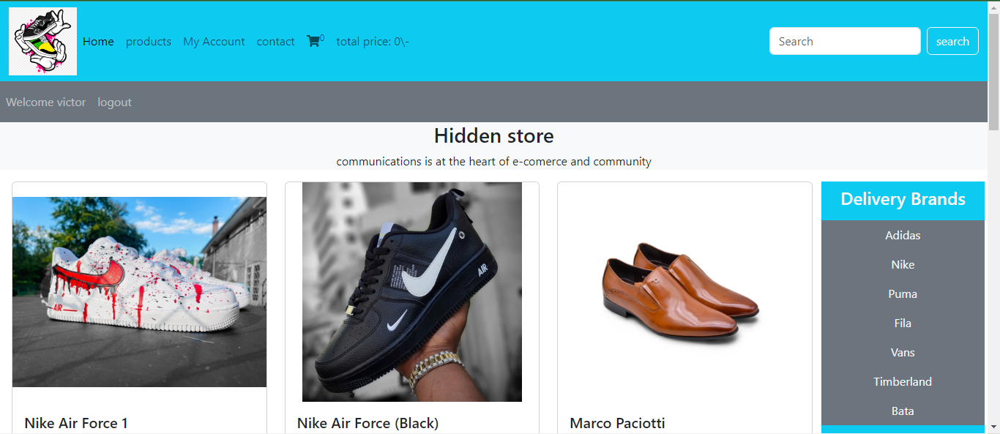 Home products My Account contact 0 total price: 0\- Search search
Welcome victor logout
Hidden store
communications is at the heart of e-comerce and community
Delivery Brands
Adidas
Nike
Puma
Fila
Vans
Timberland
Bata
AIR
AIR
Nike Air Force 1
Nike Air Force (Black)
Marco Paciotti